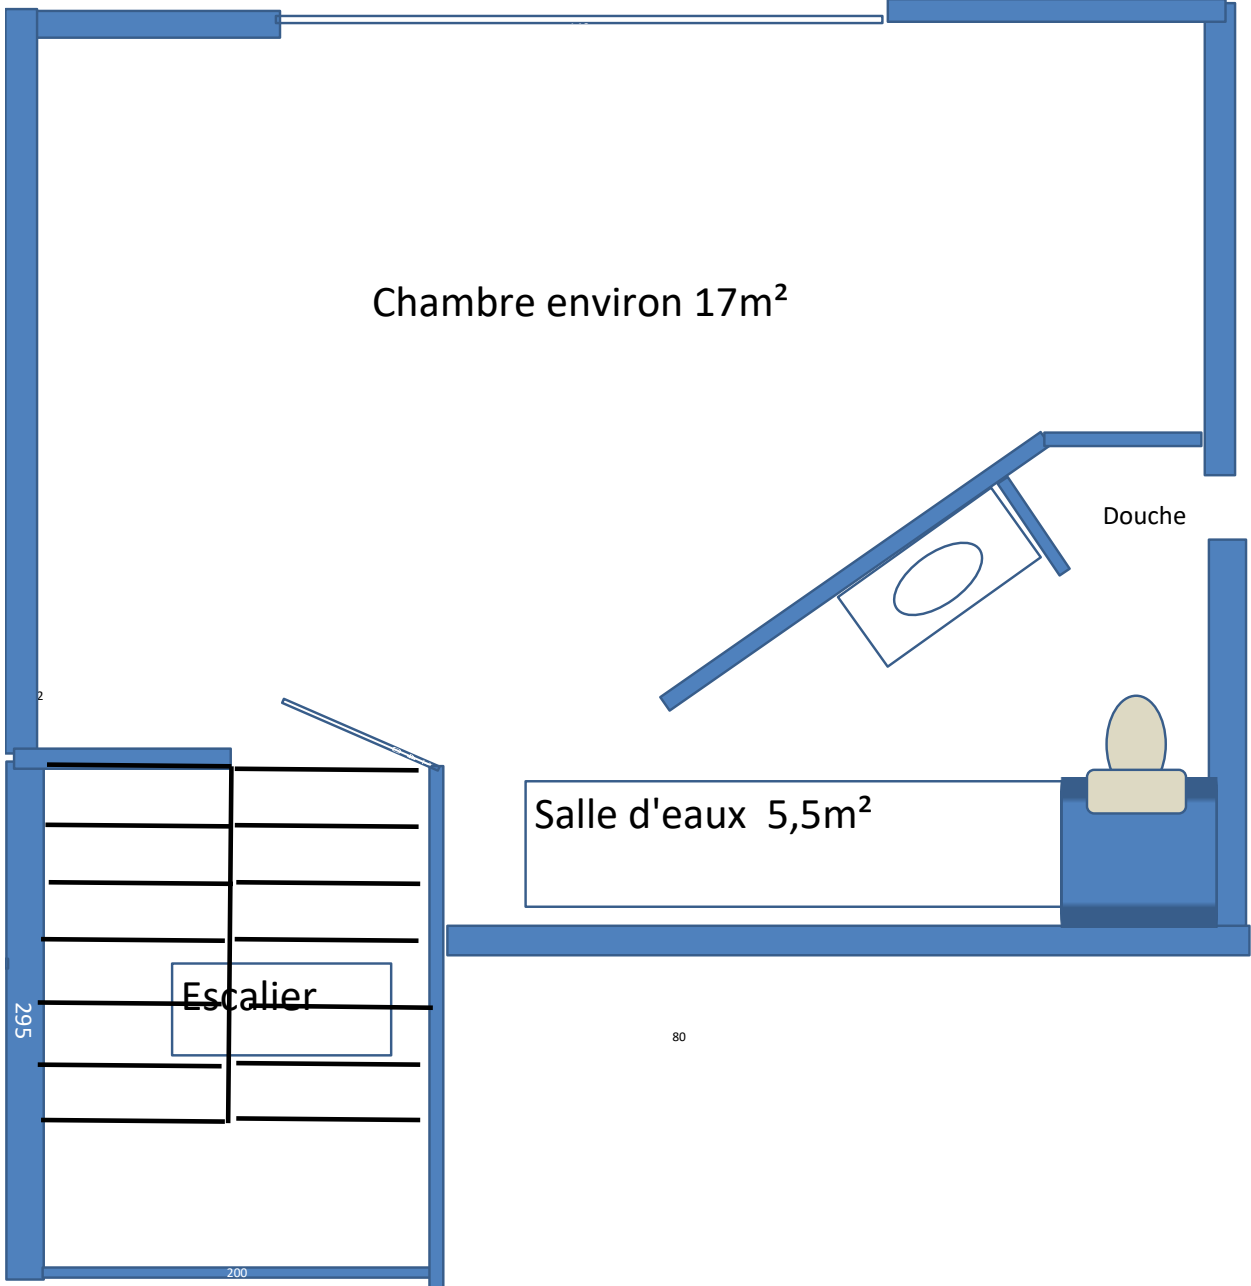 Chambre environ 17m²
Douche
2
Salle d'eaux  5,5m²
Escalier
295
80
200